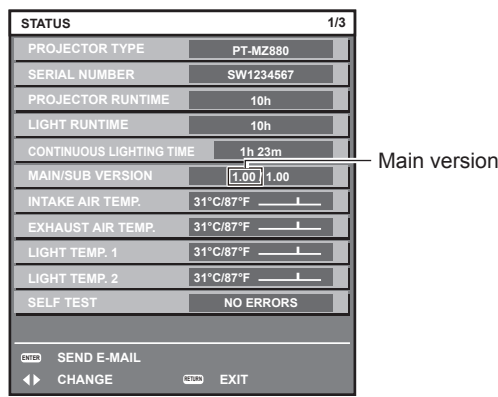 STATUS 1/3
PROJECTOR TYPE PT-MZ880
SERIAL NUMBER SW1234567
PROJECTOR RUNTIME 10h
LIGHT RUNTIME 10h
CONTINUOUS LIGHTING TIME 1h 23m
MAIN/SUB VERSION 1.00 / 1.00
Main version
INTAKE AIR TEMP. 31°C/87°F
EXHAUST AIR TEMP. 31°C/87°F
LIGHT TEMP. 1 31°C/87°F
LIGHT TEMP. 2 31°C/87°F
SELF TEST NO ERRORS
ENTER SEND E-MAIL
CHANGE RETURN EXIT